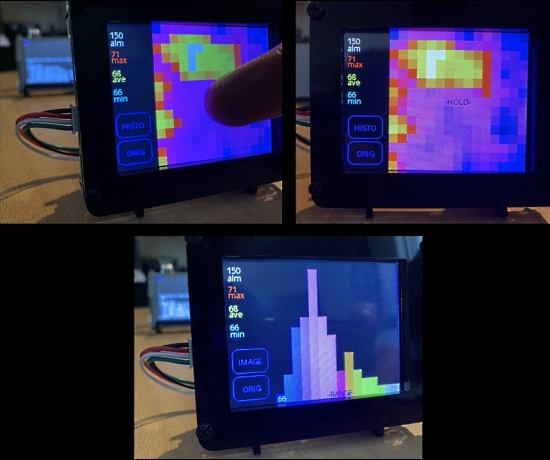 150
alm
71
max
68
ave
66
min
HISTO
ORIG
150
alm
71
max
68
ave
66
min
HISTO
ORIG
-HOLD-
150
alm
71
max
68
ave
66
min
IMAGE
ORIG
66
-RANGE-